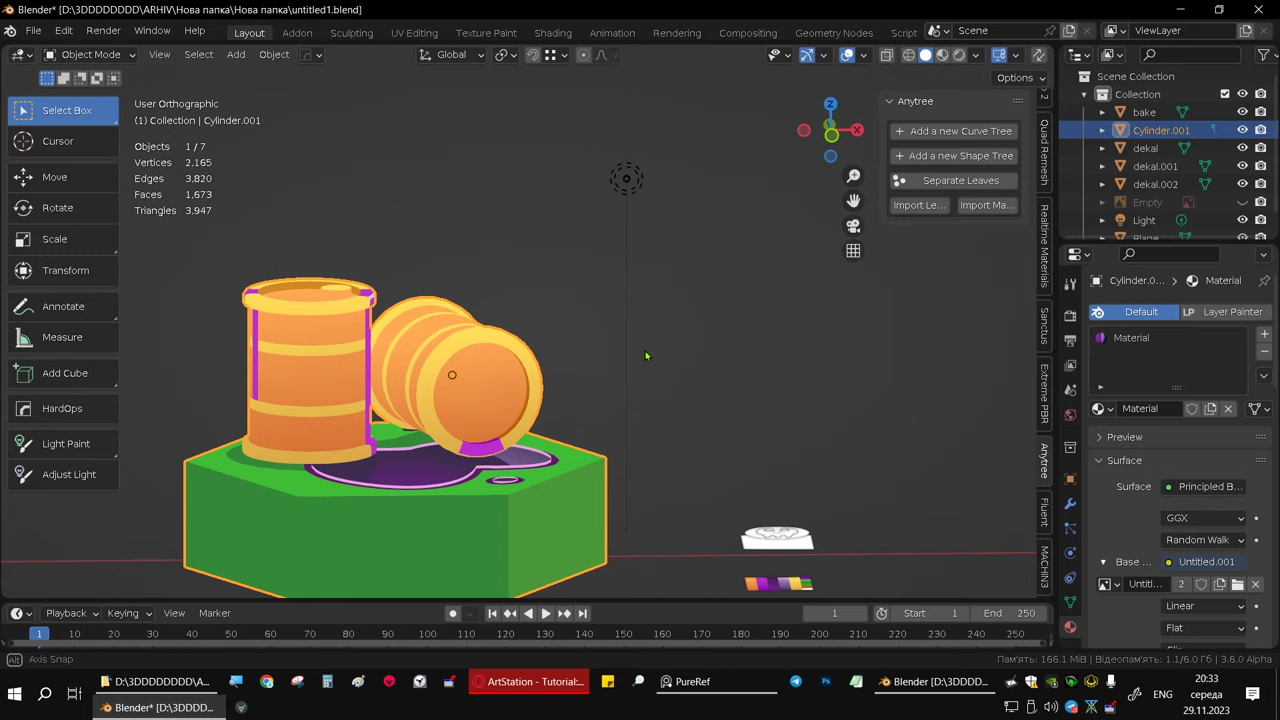 Blender* [D:\3DDDDDDDD\ARHIV\Нова папка\Нова папка\untitled1.blend]
File Edit Render Window Help Layout Addon Sculpting UV Editing Texture Paint Shading Animation Rendering Compositing Geometry Nodes Script Scene ViewLayer
Object Mode View Select Add Object Global
Options
Select Box
Cursor
Move
Rotate
Scale
Transform
Annotate
Measure
Add Cube
HardOps
Light Paint
Adjust Light
User Orthographic
(1) Collection | Cylinder.001
Objects 1 / 7
Vertices 2,165
Edges 3,820
Faces 1,673
Triangles 3,947
Z
X
Anytree
Add a new Curve Tree
Add a new Shape Tree
Separate Leaves
Import Le... Import Ma...
2
Quad Remesh
Realtime Materials
Sanctus
Extreme PBR
Anytree
Fluent
MACHIN3
Scene Collection
Collection
bake
Cylinder.001
dekal
dekal.001
dekal.002
Empty
Light
Cylinder.0... Material
Default LP Layer Painter
Material
Material
Preview
Surface
Surface Principled B...
GGX
Random Walk
Base ... Untitled.001
Untitl... 2
Linear
Flat
Playback Keying View Marker 1 Start 1 End 250
1 10 20 30 40 50 60 70 80 90 100 110 120 130 140 150 160 170 180 190 200 210 220 230 240 250
Alt Axis Snap Пам'ять: 166.1 MiB | Відеопам'ять: 1.1/6.0 Гб | 3.6.0 Alpha
D:\3DDDDDDDD\A... ArtStation - Tutorial:... PureRef Blender [D:\3DDDDD...
Blender* [D:\3DDDDD...
ENG
20:33
середа
29.11.2023